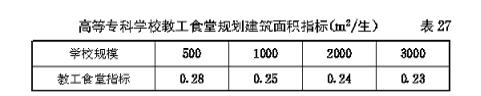 高等专科学校教工食堂规划建筑面积指标(m²/生) 表 27
学校规模 500 1000 2000 3000
教工食堂指标 0.28 0.25 0.24 0.23